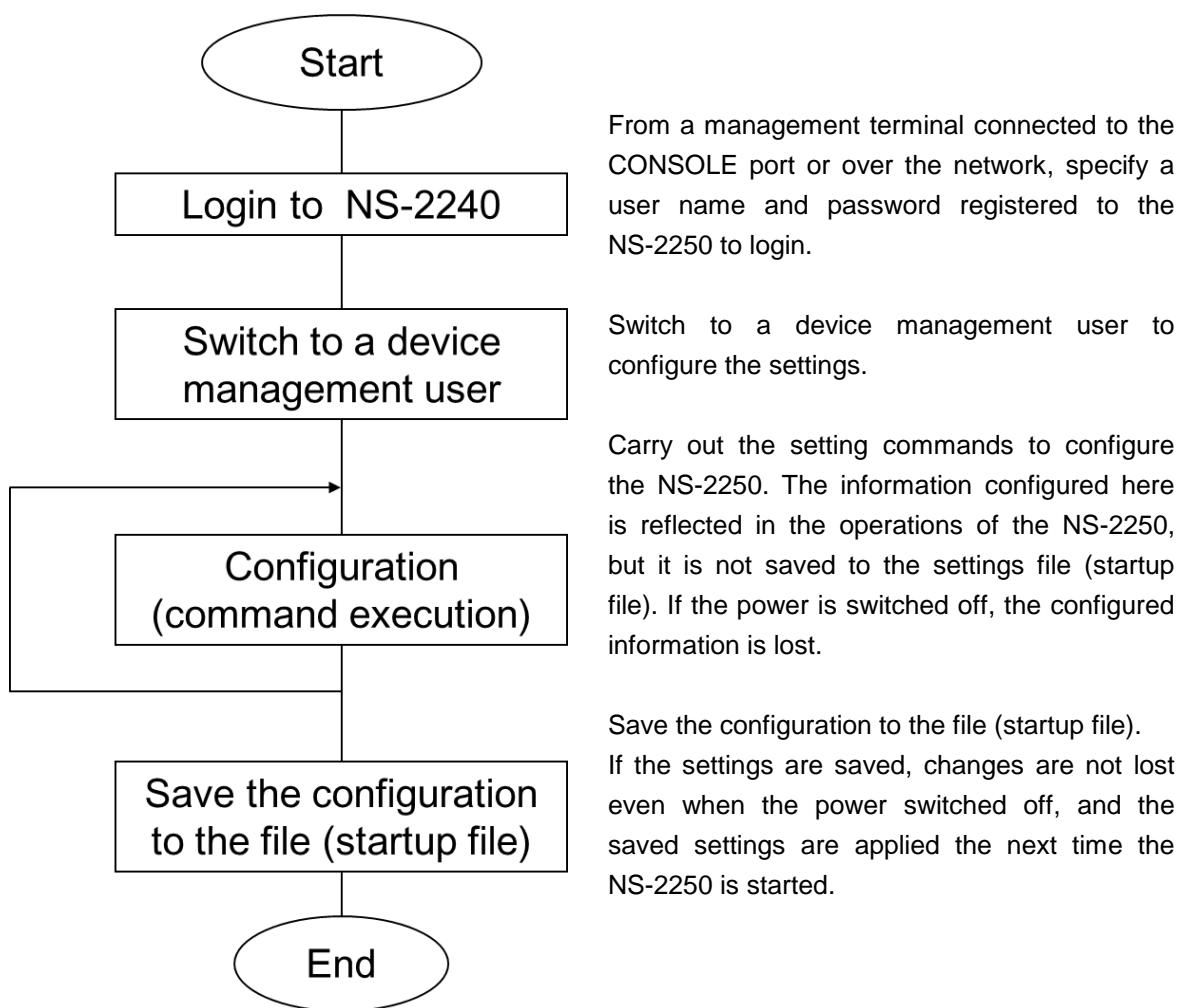 Start
Login to NS-2240
From a management terminal connected to the
CONSOLE port or over the network, specify a
user name and password registered to the
NS-2250 to login.
Switch to a device
management user
Switch to a device management user to
configure the settings.
Configuration
(command execution)
Carry out the setting commands to configure
the NS-2250. The information configured here
is reflected in the operations of the NS-2250,
but it is not saved to the settings file (startup
file). If the power is switched off, the configured
information is lost.
Save the configuration
to the file (startup file)
Save the configuration to the file (startup file).
If the settings are saved, changes are not lost
even when the power switched off, and the
saved settings are applied the next time the
NS-2250 is started.
End